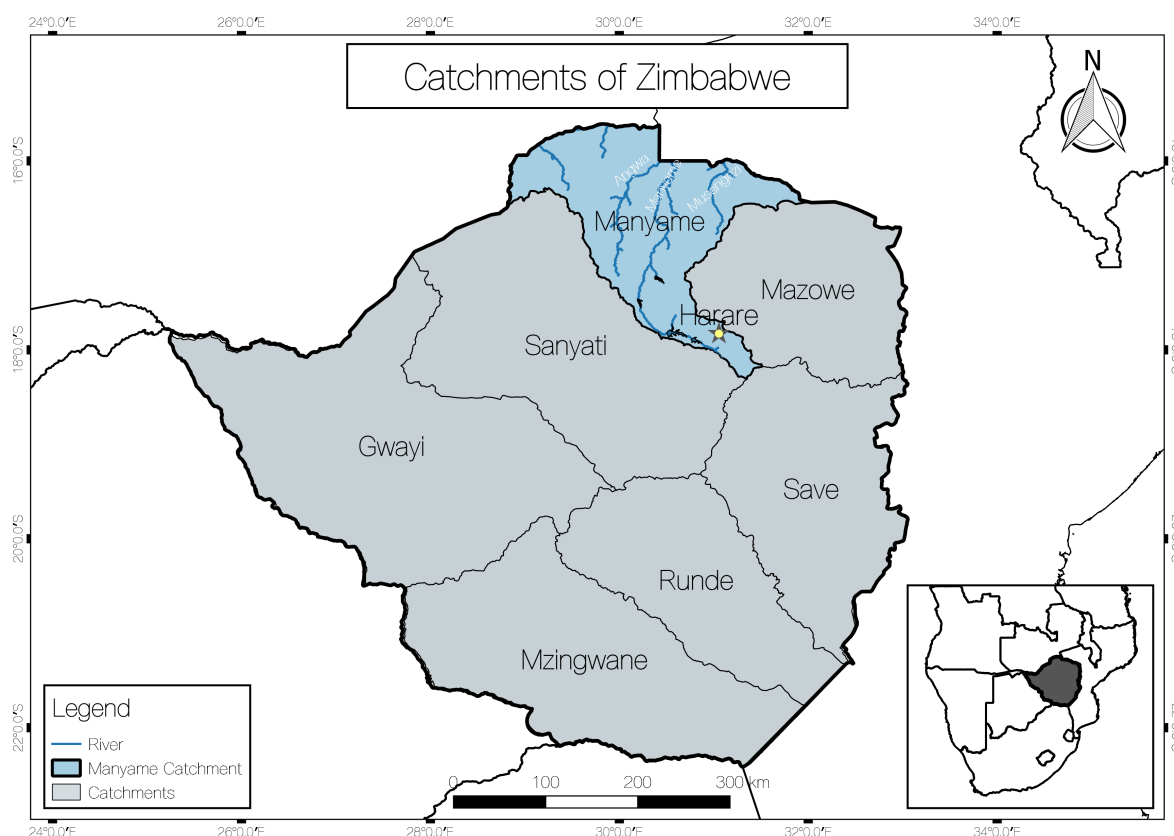 24°0.0'E 26°0.0'E 28°0.0'E 30°0.0'E 32°0.0'E 34°0.0'E
Catchments of Zimbabwe
N
16°0.0'S
Angwa
Manyame
Musengezi
Manyame
Mazowe
Harare
18°0.0'S
Sanyati
Gwayi
Save
20°0.0'S
Runde
Mzingwane
Legend
22°0.0'S
River
Manyame Catchment
Catchments
0 100 200 300 km
24°0.0'E 26°0.0'E 28°0.0'E 30°0.0'E 32°0.0'E 34°0.0'E